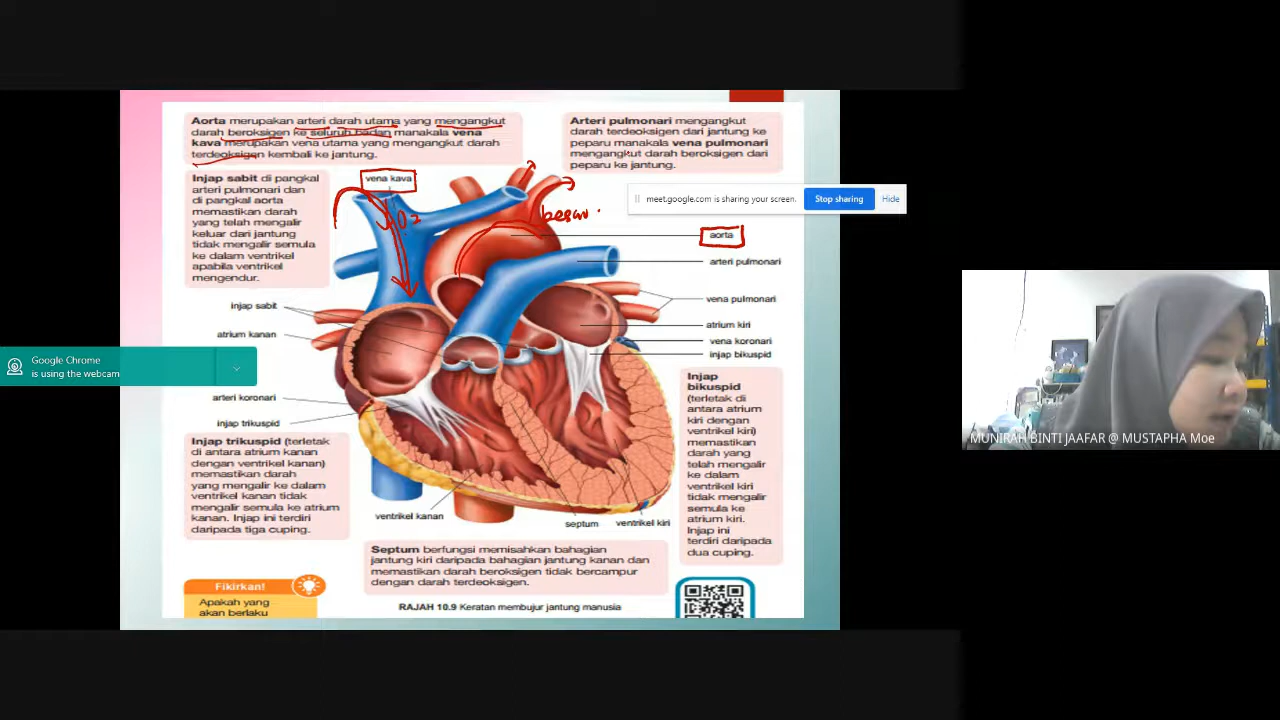 Aorta merupakan arteri darah utama yang mengangkut
darah beroksigen ke seluruh badan manakala vena
kava merupakan vena utama yang mengangkut darah
terdeoksigen kembali ke jantung.
Arteri pulmonari mengangkut
darah terdeoksigen dari jantung ke
peparu manakala vena pulmonari
mengangkut darah beroksigen dari
peparu ke jantung.
Injap sabit di pangkal
arteri pulmonari dan
di pangkal aorta
memastikan darah
yang telah mengalir
keluar dari jantung
tidak mengalir semula
ke dalam ventrikel
apabila ventrikel
mengendur.
vena kava
besar
meet.google.com is sharing your screen.
Stop sharing
Hide
aorta
arteri pulmonari
vena pulmonari
atrium kiri
vena koronari
injap bikuspid
injap sabit
atrium kanan
Google Chrome
is using the webcam
arteri koronari
injap trikuspid
Injap trikuspid (terletak
di antara atrium kanan
dengan ventrikel kanan)
memastikan darah
yang mengalir ke dalam
ventrikel kanan tidak
mengalir semula ke atrium
kanan. Injap ini terdiri
daripada tiga cuping.
Injap
bikuspid
(terletak di
antara atrium
kiri dengan
ventrikel kiri)
memastikan
darah yang
telah mengalir
ke dalam
ventrikel kiri
tidak mengalir
semula ke
atrium kiri.
Injap ini
terdiri daripada
dua cuping.
ventrikel kanan
septum
ventrikel kiri
Septum berfungsi memisahkan bahagian
jantung kiri daripada bahagian jantung kanan dan
memastikan darah beroksigen tidak bercampur
dengan darah terdeoksigen.
Fikirkan!
Apakah yang
akan berlaku
RAJAH 10.9 Keratan membujur jantung manusia
MUNIRAH BINTI JAAFAR @ MUSTAPHA Moe